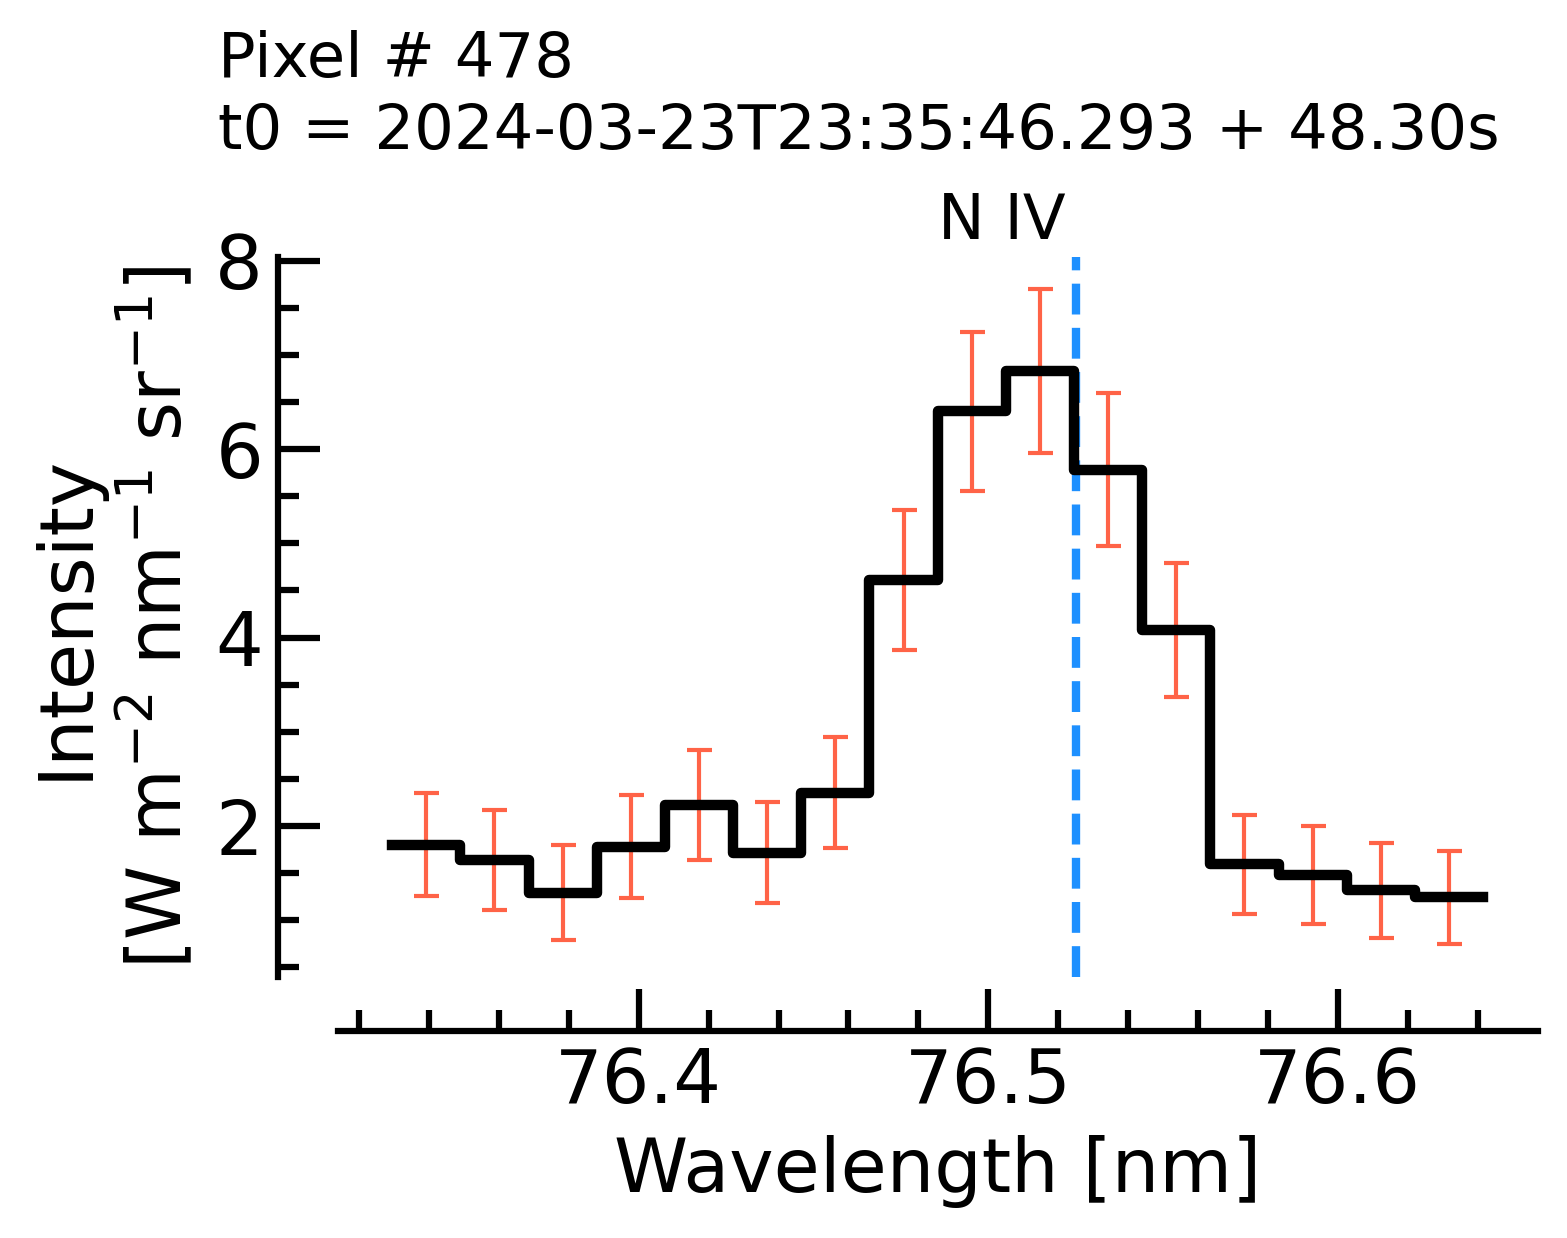 Pixel # 478
t0 = 2024-03-23T23:35:46.293 + 48.30s
N IV
8
6
4
2
Intensity
[W m⁻² nm⁻¹ sr⁻¹]
76.4 76.5 76.6
Wavelength [nm]